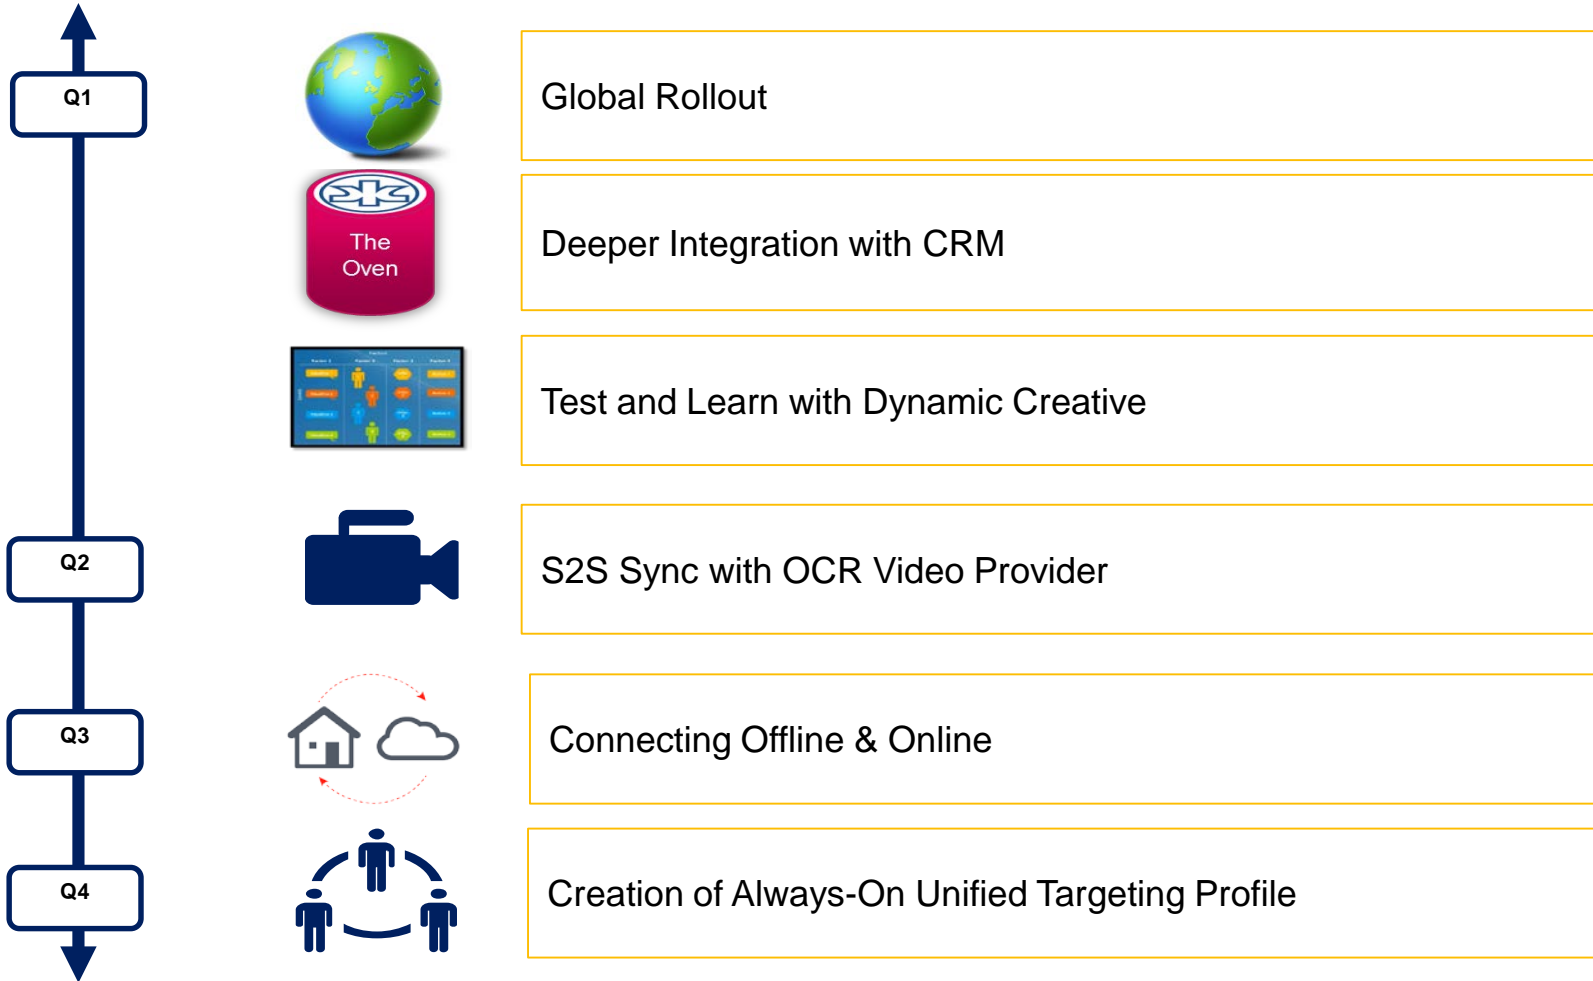 Q1
Global Rollout
The
Oven
Deeper Integration with CRM
Test and Learn with Dynamic Creative
Q2
S2S Sync with OCR Video Provider
Q3
Connecting Offline & Online
Q4
Creation of Always-On Unified Targeting Profile